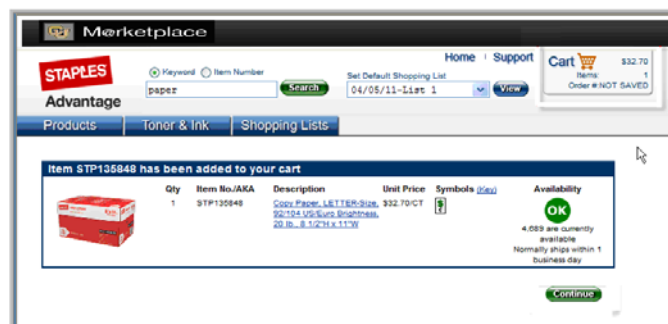 CU Mørketplace
Home | Support
Cart $32.70
Items: 1
Order #:NOT SAVED
STAPLES
Advantage
Keyword Item Number
paper
Search
Set Default Shopping List
04/05/11-List 1
View
Products Toner & Ink Shopping Lists
Item STP135848 has been added to your cart
Qty Item No./AKA Description Unit Price Symbols (Key) Availability
1 STP135848 Copy Paper, LETTER-Size, $32.70/CT
92/104 US/Euro Brightness,
20 lb., 8 1/2"H x 11"W
OK
4,689 are currently
available
Normally ships within 1
business day
Continue